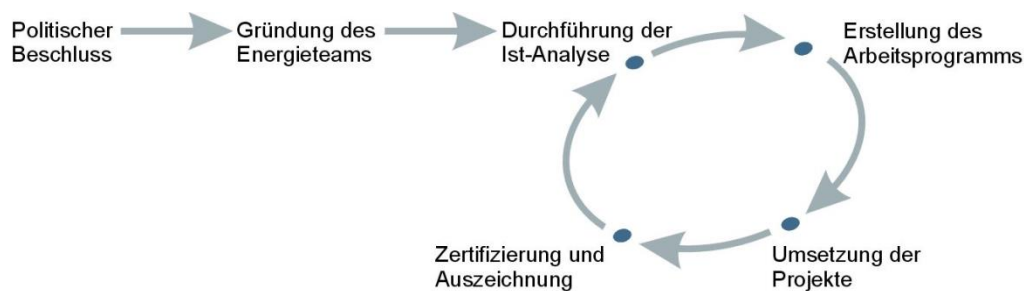 Politischer
Beschluss
Gründung des
Energieteams
Durchführung der
Ist-Analyse
Erstellung des
Arbeitsprogramms
Zertifizierung und
Auszeichnung
Umsetzung der
Projekte